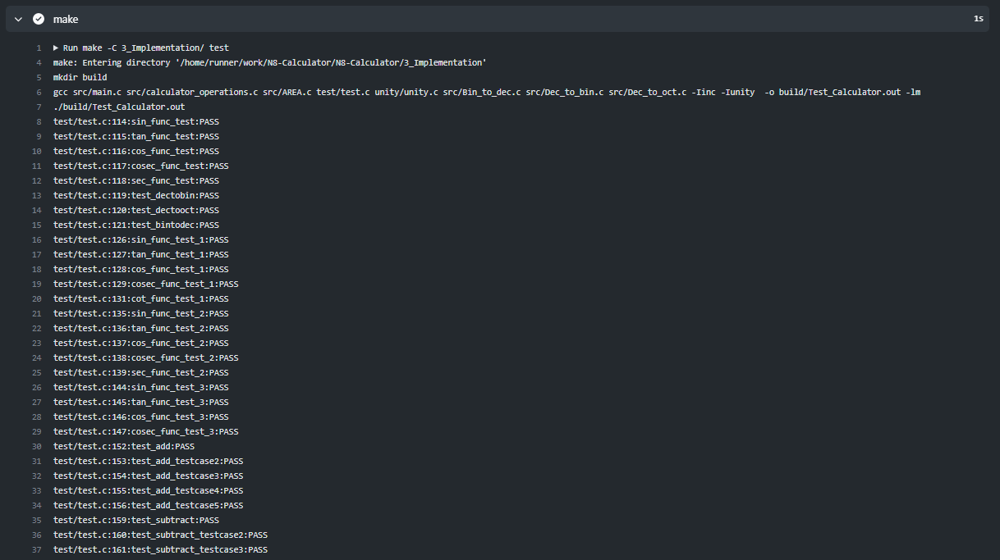 make 1s
1 Run make -C 3_Implementation/ test
4 make: Entering directory '/home/runner/work/N8-Calculator/N8-Calculator/3_Implementation'
5 mkdir build
6 gcc src/main.c src/calculator_operations.c src/AREA.c test/test.c unity/unity.c src/Bin_to_dec.c src/Dec_to_bin.c src/Dec_to_oct.c -Iinc -Iunity  -o build/Test_Calculator.out -lm
7 ./build/Test_Calculator.out
8 test/test.c:114:sin_func_test:PASS
9 test/test.c:115:tan_func_test:PASS
10 test/test.c:116:cos_func_test:PASS
11 test/test.c:117:cosec_func_test:PASS
12 test/test.c:118:sec_func_test:PASS
13 test/test.c:119:test_dectobin:PASS
14 test/test.c:120:test_dectooct:PASS
15 test/test.c:121:test_bintodec:PASS
16 test/test.c:126:sin_func_test_1:PASS
17 test/test.c:127:tan_func_test_1:PASS
18 test/test.c:128:cos_func_test_1:PASS
19 test/test.c:129:cosec_func_test_1:PASS
20 test/test.c:131:cot_func_test_1:PASS
21 test/test.c:135:sin_func_test_2:PASS
22 test/test.c:136:tan_func_test_2:PASS
23 test/test.c:137:cos_func_test_2:PASS
24 test/test.c:138:cosec_func_test_2:PASS
25 test/test.c:139:sec_func_test_2:PASS
26 test/test.c:144:sin_func_test_3:PASS
27 test/test.c:145:tan_func_test_3:PASS
28 test/test.c:146:cos_func_test_3:PASS
29 test/test.c:147:cosec_func_test_3:PASS
30 test/test.c:152:test_add:PASS
31 test/test.c:153:test_add_testcase2:PASS
32 test/test.c:154:test_add_testcase3:PASS
33 test/test.c:155:test_add_testcase4:PASS
34 test/test.c:156:test_add_testcase5:PASS
35 test/test.c:159:test_subtract:PASS
36 test/test.c:160:test_subtract_testcase2:PASS
37 test/test.c:161:test_subtract_testcase3:PASS